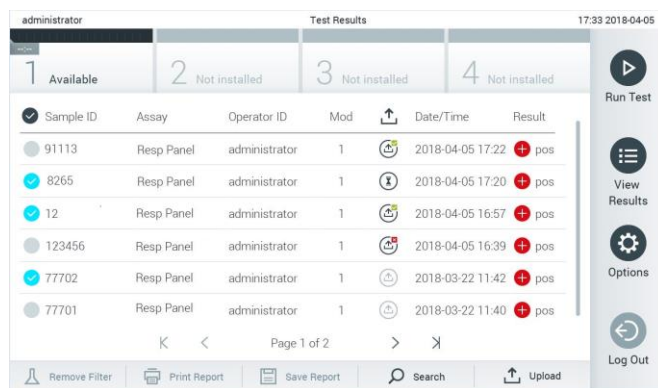 administrator Test Results 17:33 2018-04-05
1 Available 2 Not installed 3 Not installed 4 Not installed
Run Test
Sample ID Assay Operator ID Mod Date/Time Result
91113 Resp Panel administrator 1 2018-04-05 17:22 pos
8265 Resp Panel administrator 1 2018-04-05 17:20 pos
View
Results
12 Resp Panel administrator 1 2018-04-05 16:57 pos
123456 Resp Panel administrator 1 2018-04-05 16:39 pos
Options
77702 Resp Panel administrator 1 2018-03-22 11:42 pos
77701 Resp Panel administrator 1 2018-03-22 11:40 pos
Page 1 of 2
Log Out
Remove Filter Print Report Save Report Search Upload